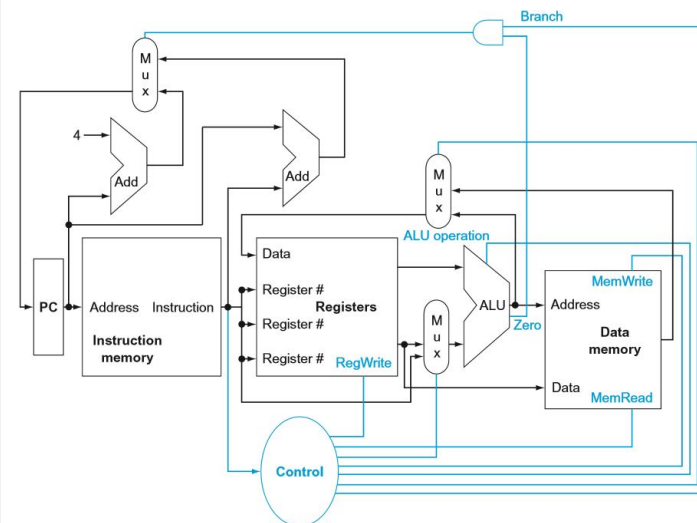 Branch
M
u
x
4
Add
Add
M
u
x
ALU operation
Data
Register #
Registers
Register #
Register #
RegWrite
PC
Address
Instruction
Instruction
memory
M
u
x
ALU
Zero
MemWrite
Address
Data
memory
Data
MemRead
Control